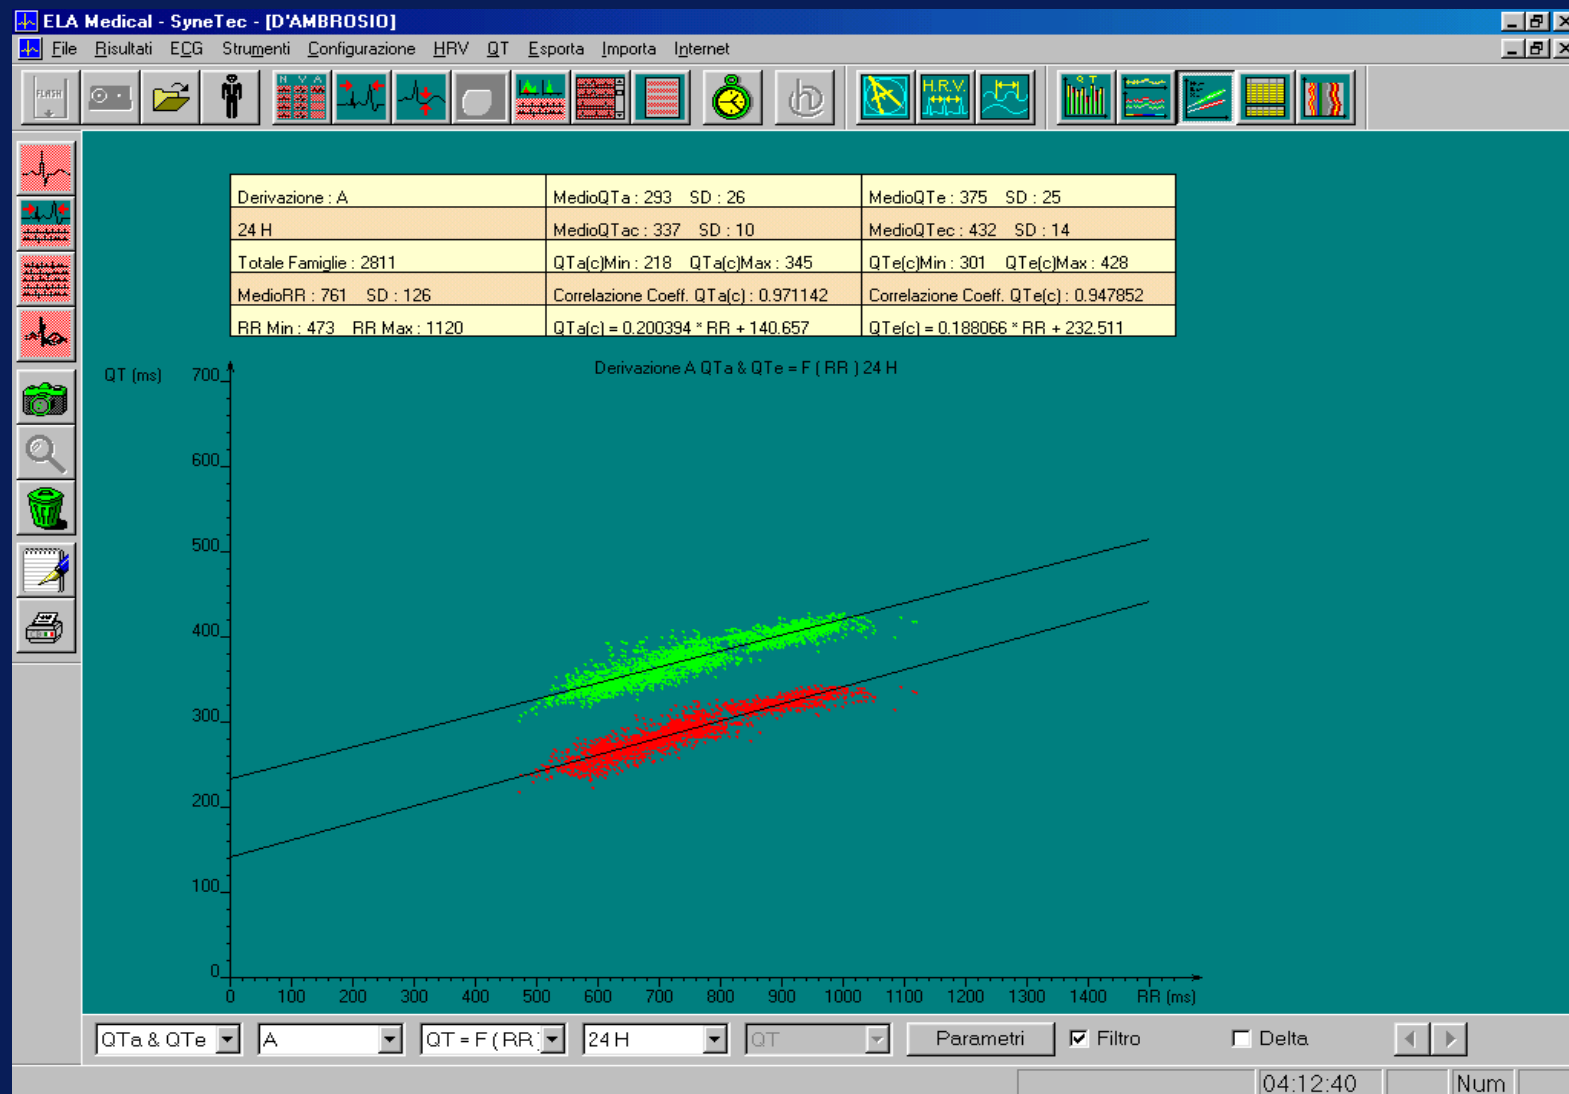 ELA Medical - SyneTec - [D'AMBROSIO]
File Risultati ECG Strumenti Configurazione HRV QT Esporta Importa Internet
FLASH
N V A
H.R.V.
Q T
Derivazione : A MedioQTa : 293 SD : 26 MedioQTe : 375 SD : 25
24 H MedioQTac : 337 SD : 10 MedioQTec : 432 SD : 14
Totale Famiglie : 2811 QTa(c)Min : 218 QTa(c)Max : 345 QTe(c)Min : 301 QTe(c)Max : 428
MedioRR : 761 SD : 126 Correlazione Coeff. QTa(c) : 0.971142 Correlazione Coeff. QTe(c) : 0.947852
RR Min : 473 RR Max : 1120 QTa(c) = 0.200394 * RR + 140.657 QTe(c) = 0.188066 * RR + 232.511
Derivazione A QTa & QTe = F ( RR ) 24 H
QT (ms) 700
600
500
400
300
200
100
0
0 100 200 300 400 500 600 700 800 900 1000 1100 1200 1300 1400 RR (ms)
QTa & QTe A QT = F ( RR ) 24 H QT Parametri Filtro Delta
04:12:40 Num